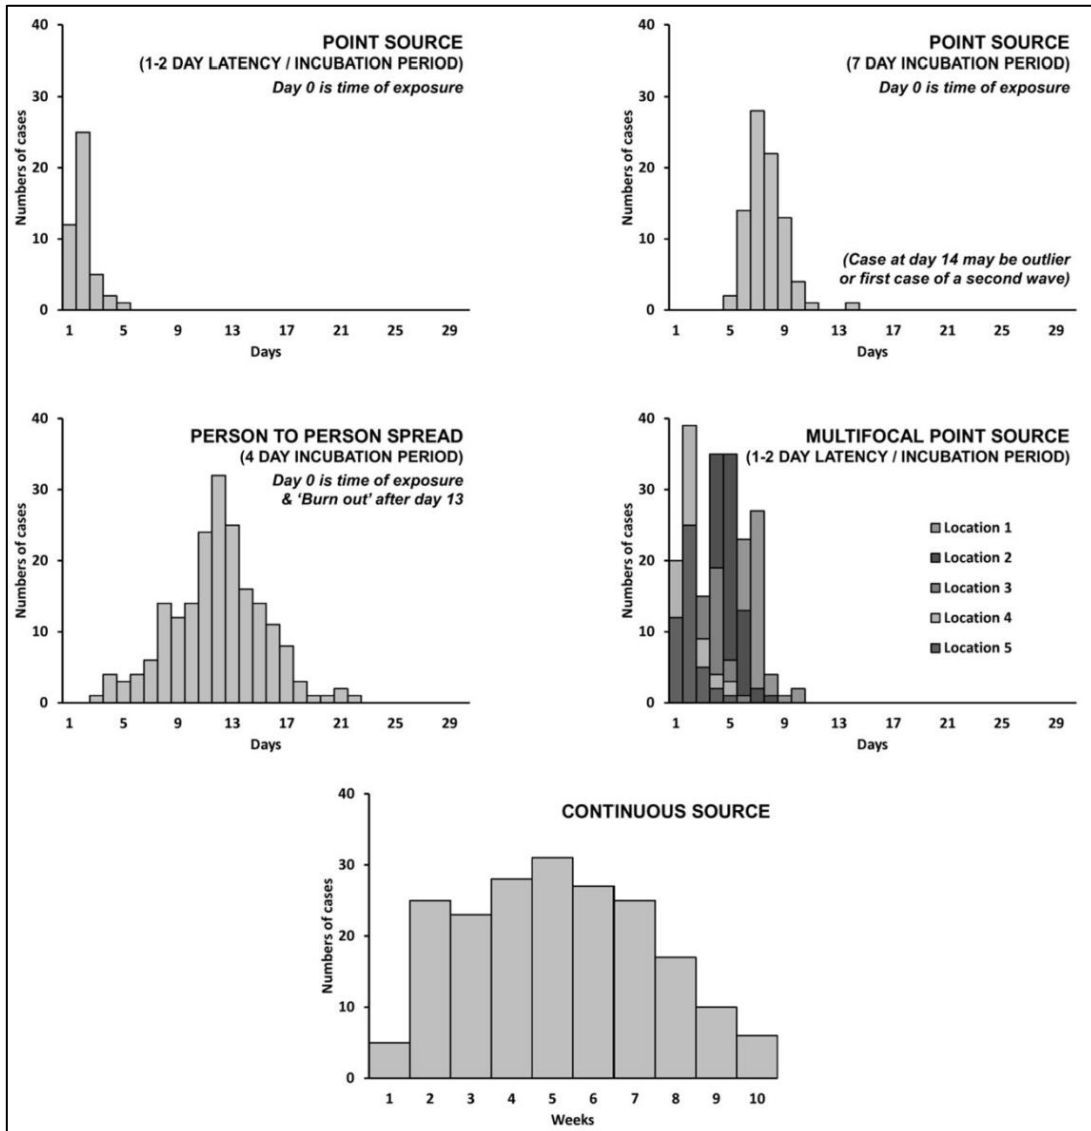 POINT SOURCE
(1-2 DAY LATENCY / INCUBATION PERIOD)
Day 0 is time of exposure
Numbers of cases
40
30
20
10
0
1 5 9 13 17 21 25 29
Days
POINT SOURCE
(7 DAY INCUBATION PERIOD)
Day 0 is time of exposure
(Case at day 14 may be outlier
or first case of a second wave)
Numbers of cases
40
30
20
10
0
1 5 9 13 17 21 25 29
Days
PERSON TO PERSON SPREAD
(4 DAY INCUBATION PERIOD)
Day 0 is time of exposure
& ‘Burn out’ after day 13
Numbers of cases
40
30
20
10
0
1 5 9 13 17 21 25 29
Days
MULTIFOCAL POINT SOURCE
(1-2 DAY LATENCY / INCUBATION PERIOD)
Location 1
Location 2
Location 3
Location 4
Location 5
Numbers of cases
40
30
20
10
0
1 5 9 13 17 21 25 29
Days
CONTINUOUS SOURCE
Numbers of cases
40
30
20
10
0
1 2 3 4 5 6 7 8 9 10
Weeks